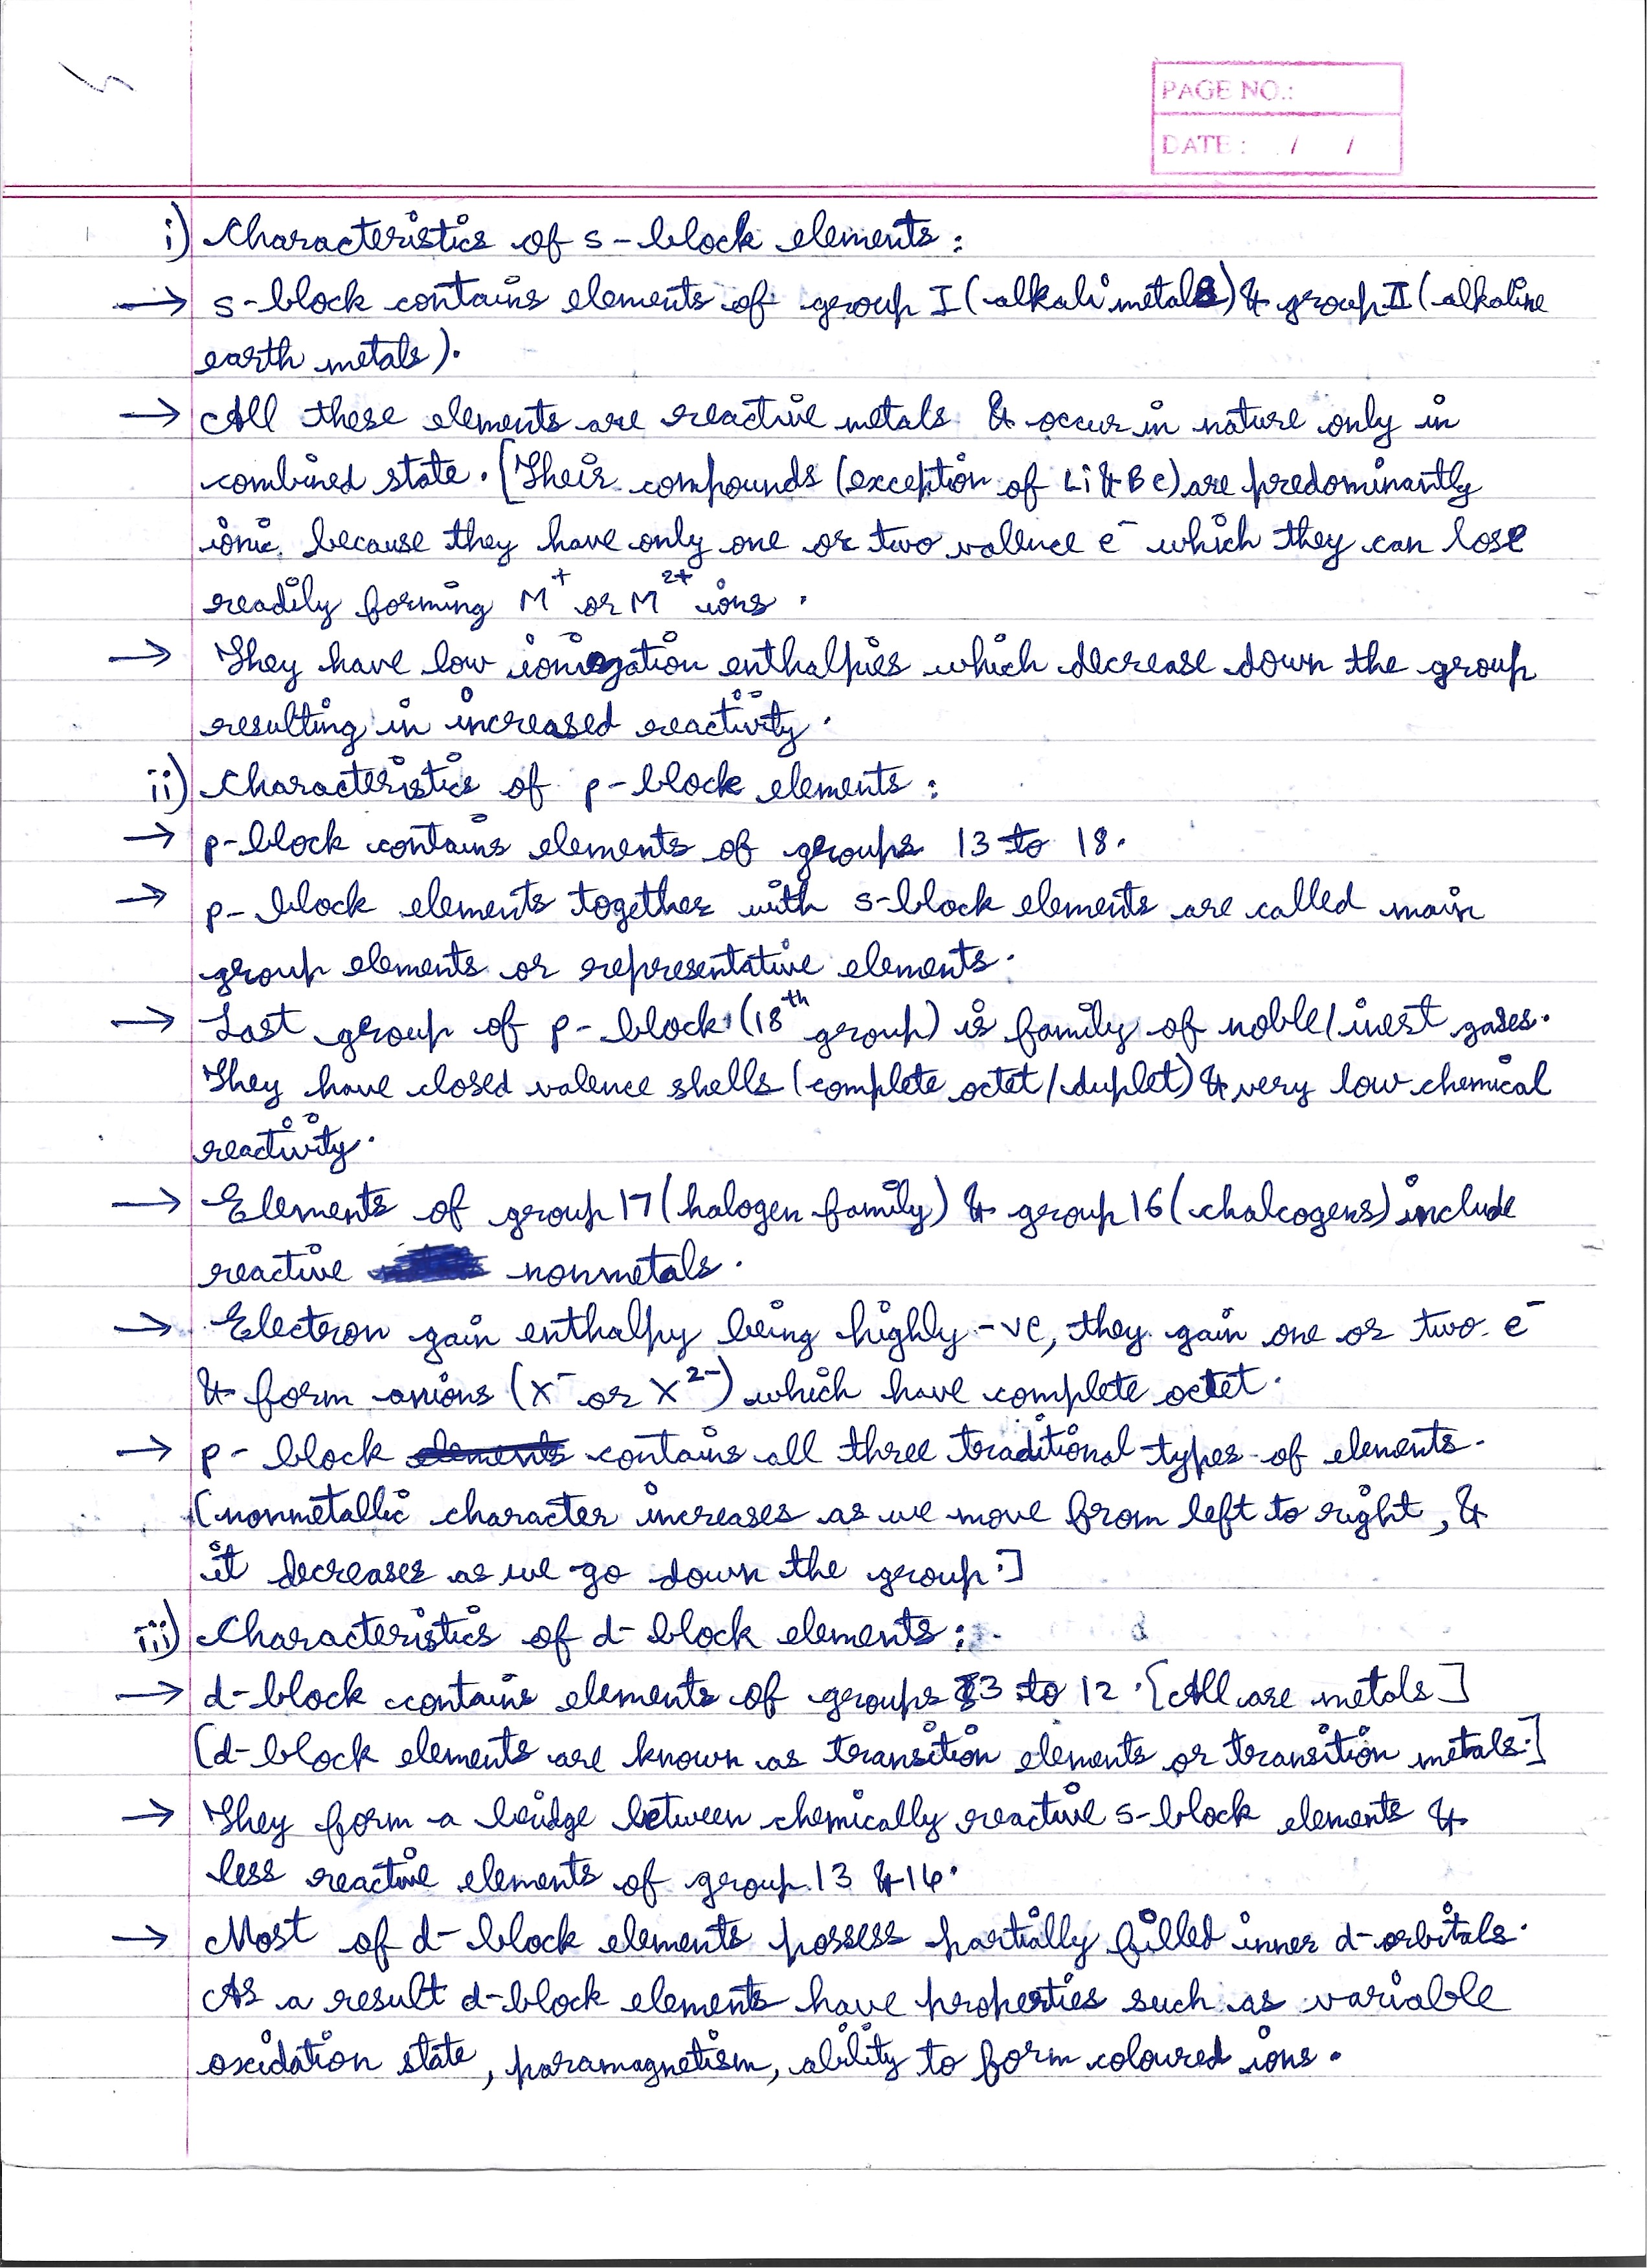 PAGE NO.:
DATE : / /
i) Characteristics of s-block elements:
→ s-block contains elements of group I (alkali metals) & group II (alkaline
earth metals).
→ All these elements are reactive metals & occur in nature only in
combined state. [Their compounds (exception of Li & Be) are predominantly
ionic because they have only one or two valence e⁻ which they can lose
readily forming M⁺ or M²⁺ ions.
→ They have low ionization enthalpies which decrease down the group
resulting in increased reactivity.
ii) Characteristics of p-block elements:
→ p-block contains elements of groups 13 to 18.
→ p-block elements together with s-block elements are called main
group elements or representative elements.
→ Last group of p-block (18th group) is family of noble/inert gases.
They have closed valence shells (complete octet/duplet) & very low chemical
reactivity.
→ Elements of group 17 (halogen family) & group 16 (chalcogens) include
reactive nonmetals.
→ Electron gain enthalpy being highly -ve, they gain one or two e⁻
& form anions (X⁻ or X²⁻) which have complete octet.
→ p-block elements contains all three traditional types of elements.
[nonmetallic character increases as we move from left to right, &
it decreases as we go down the group.]
iii) Characteristics of d-block elements:
→ d-block contains elements of groups 3 to 12. [All are metals]
[d-block elements are known as transition elements or transition metals.]
→ They form a bridge between chemically reactive s-block elements &
less reactive elements of group 13 & 14.
→ Most of d-block elements possess partially filled inner d-orbitals.
As a result d-block elements have properties such as variable
oxidation state, paramagnetism, ability to form coloured ions.